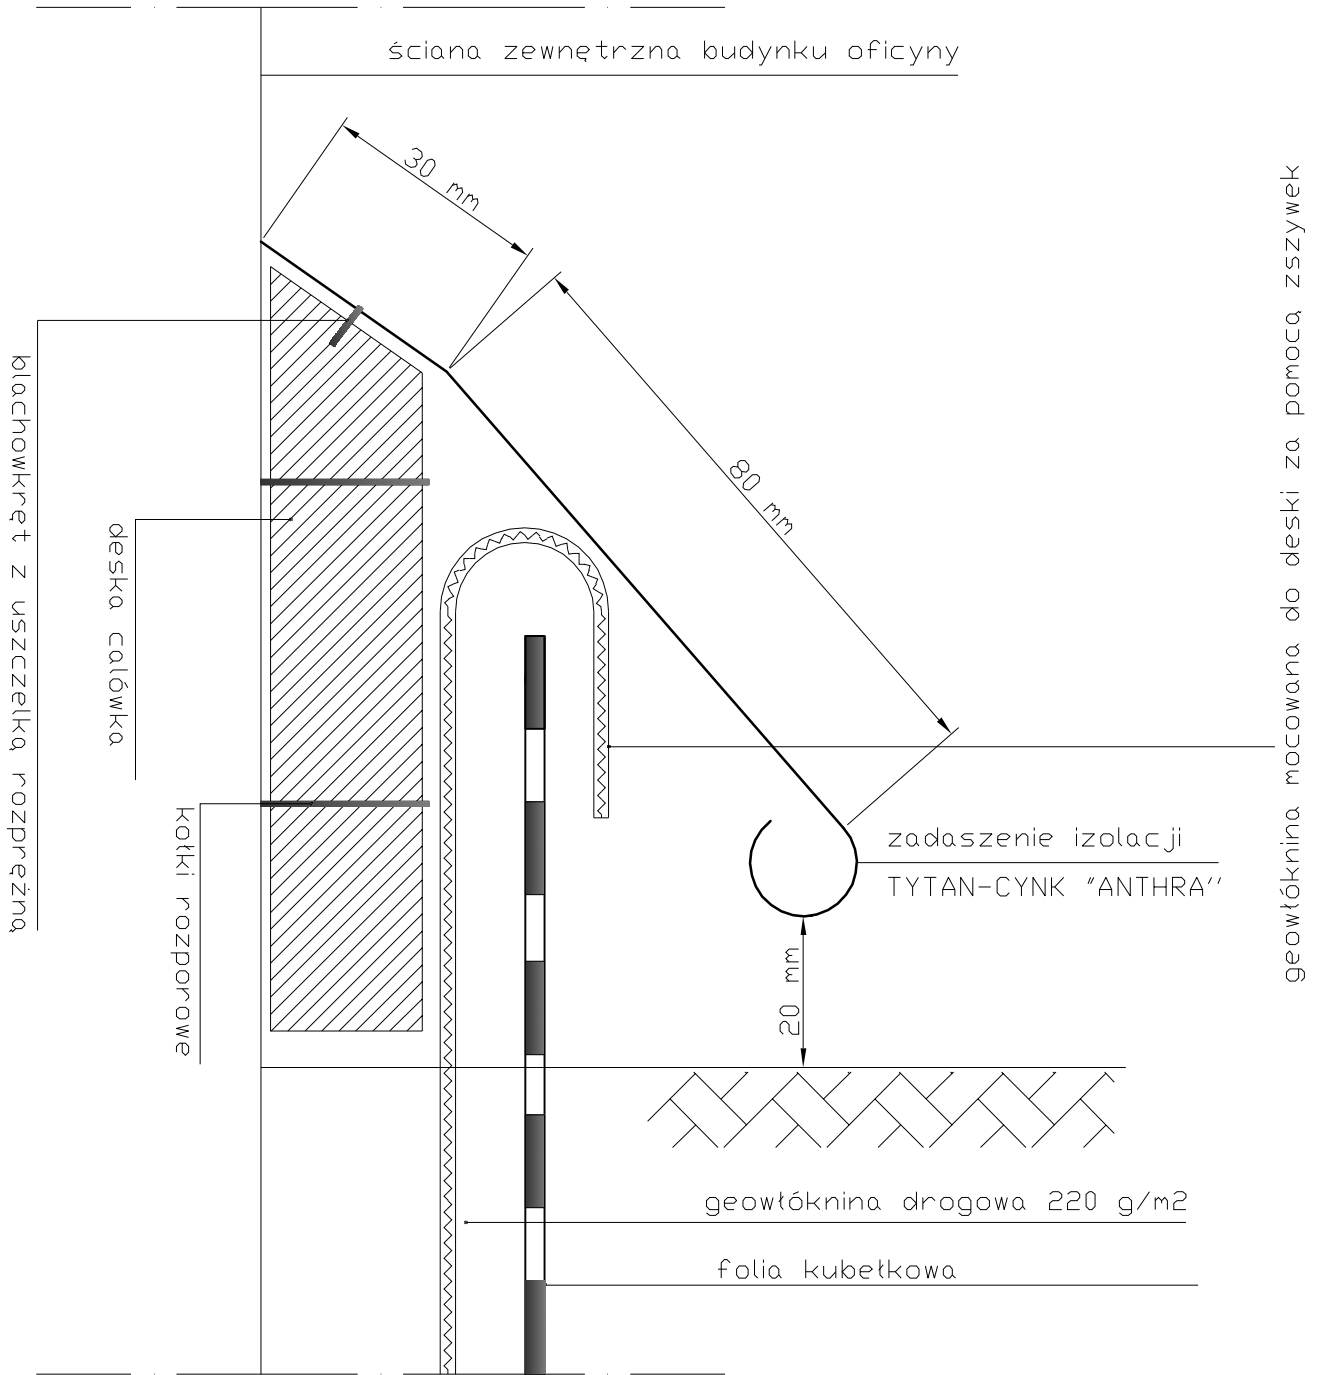 ściana zewnętrzna budynku oficyny
30 mm
80 mm
geowłóknina mocowana do deski za pomocą zszywek
blachowkręt z uszczelką rozprężną
deska calówka
kołki rozporowe
zadaszenie izolacji
TYTAN-CYNK "ANTHRA''
20 mm
geowłóknina drogowa 220 g/m2
folia kubełkowa